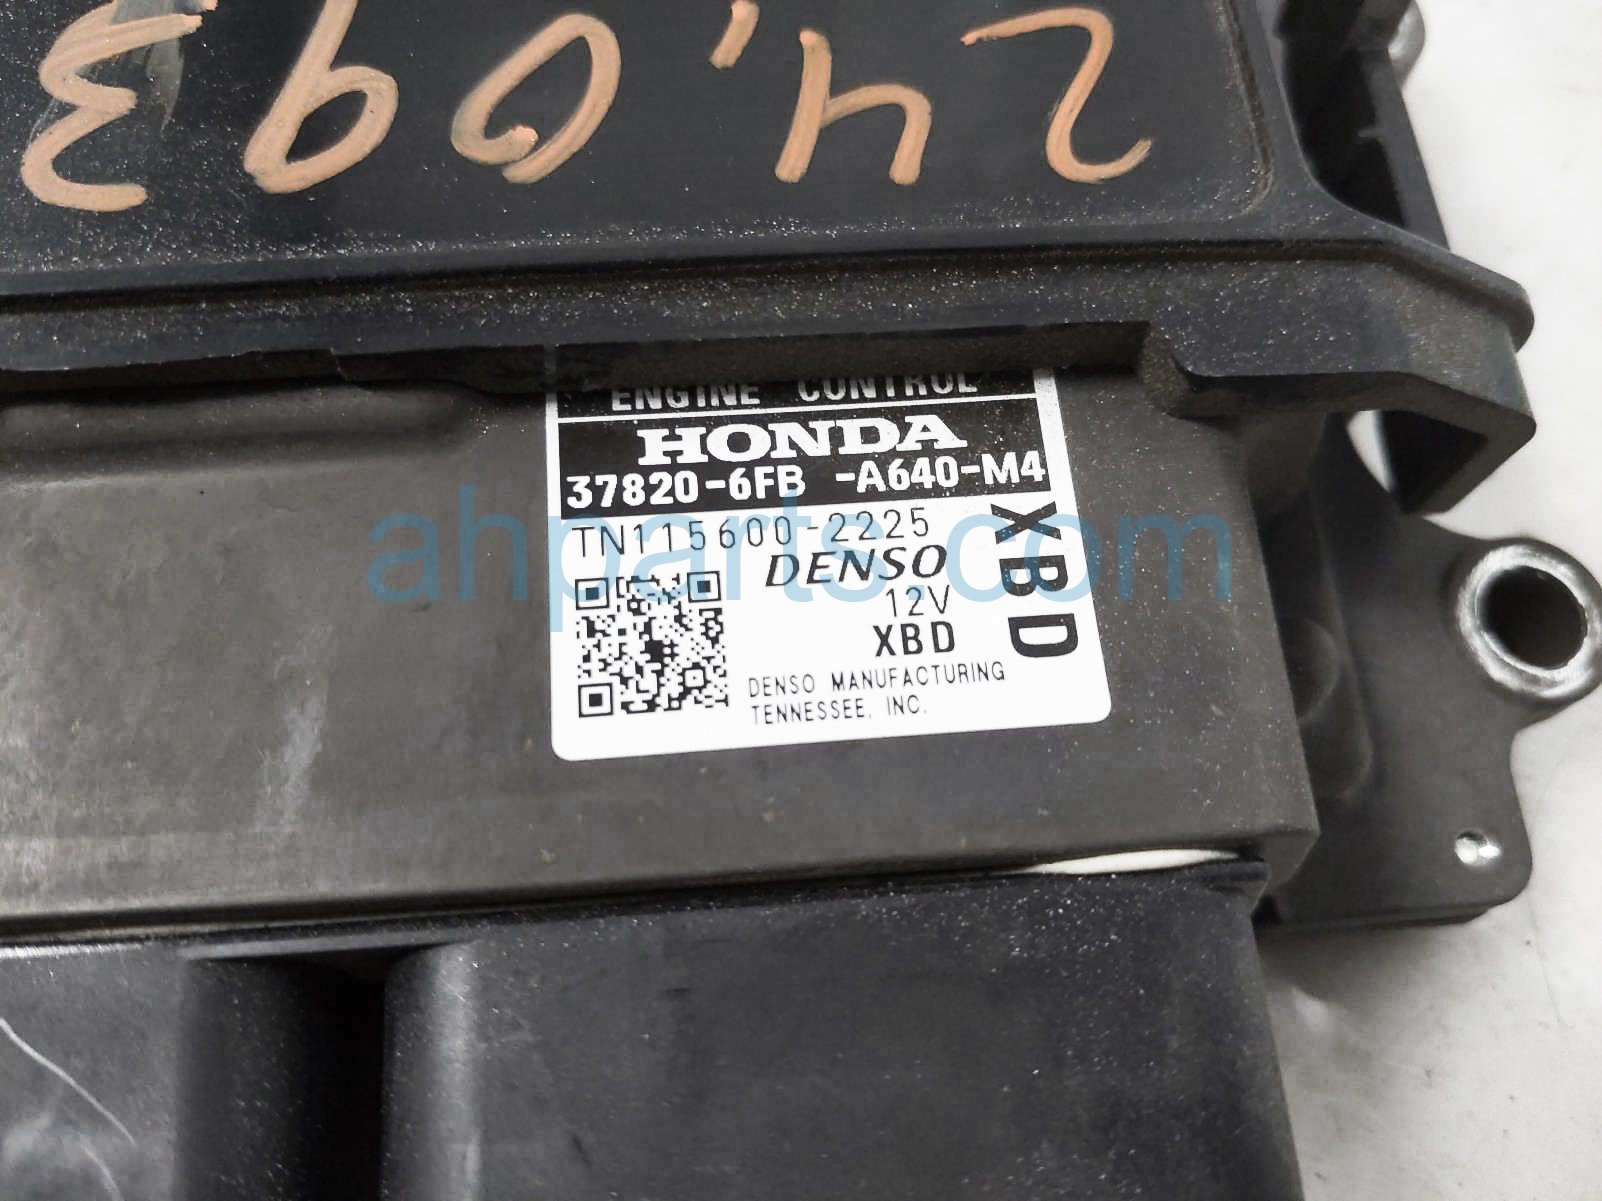 24,093
ENGINE CONTROL
HONDA
37820-6FB -A640-M4
TN115600-2225
DENSO
12V
XBD
XBD
DENSO MANUFACTURING
TENNESSEE, INC.
ahparts.com